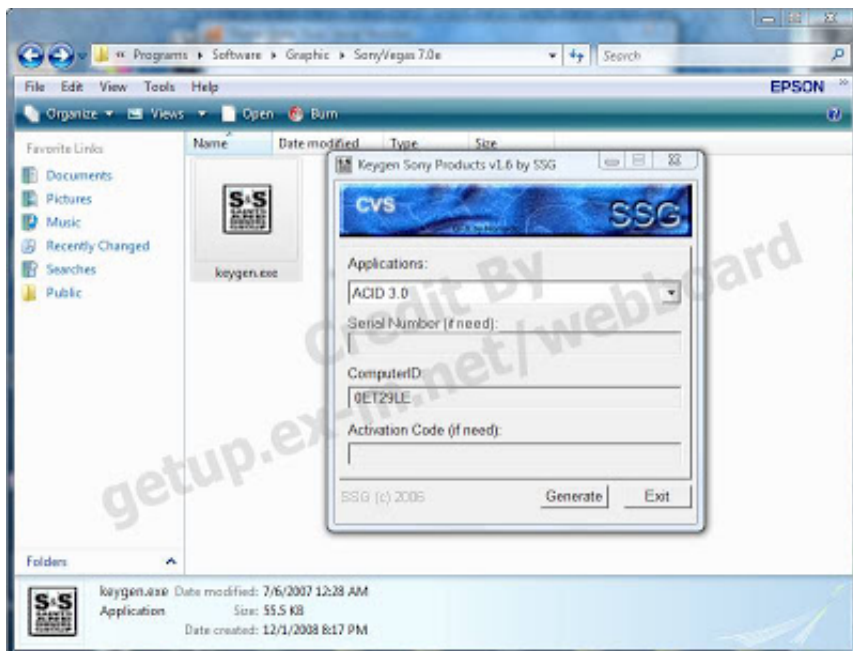 « Programs ▸ Software ▸ Graphic ▸ SonyVegas 7.0e
Search
File Edit View Tools Help
EPSON »
Organize Views Open Burn
Favorite Links
Documents
Pictures
Music
Recently Changed
Searches
Public
Folders
Name Date modified Type Size
S&S
keygen.exe
Keygen Sony Products v1.6 by SSG
CVS
SSG
Applications:
ACID 3.0
Serial Number (if need):
ComputerID:
0ET29LE
Activation Code (if need):
SSG (c) 2006
Generate Exit
Credit By
getup.ex-m.net/webboard
S&S
keygen.exe Date modified: 7/6/2007 12:28 AM
Application Size: 55.5 KB
Date created: 12/1/2008 8:17 PM